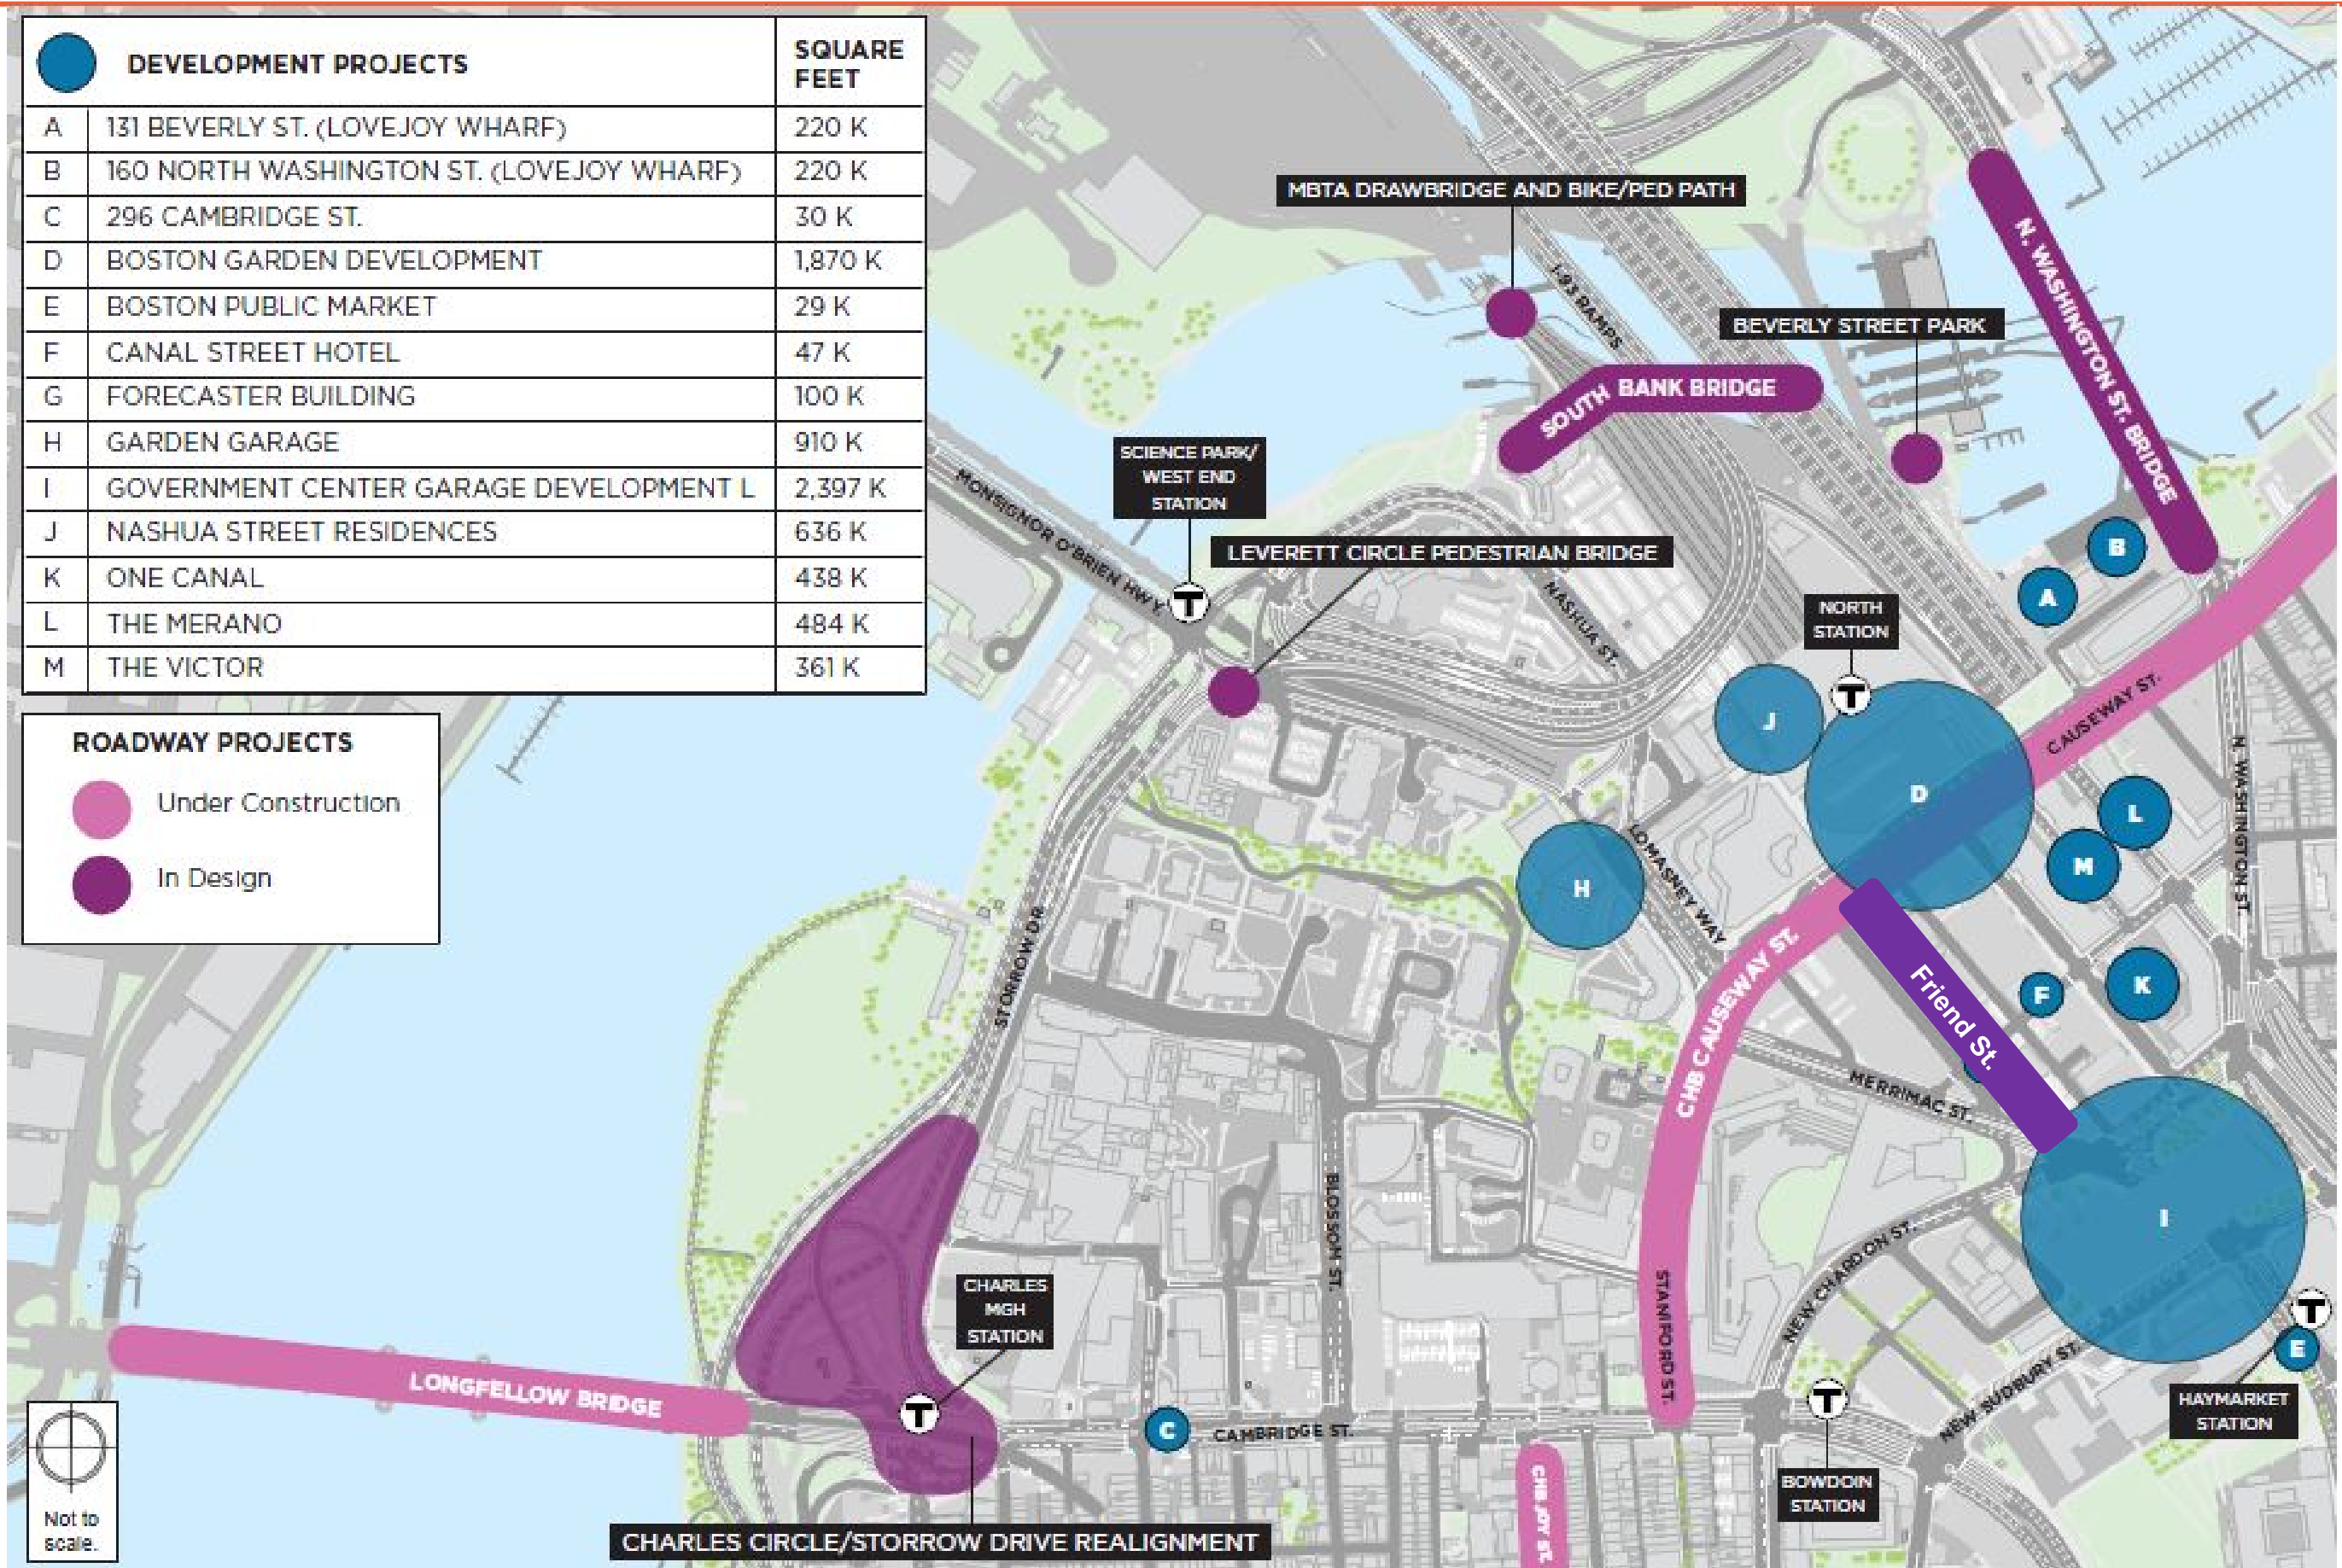 DEVELOPMENT PROJECTS
SQUARE
FEET
A 131 BEVERLY ST. (LOVEJOY WHARF) 220 K
B 160 NORTH WASHINGTON ST. (LOVEJOY WHARF) 220 K
C 296 CAMBRIDGE ST. 30 K
D BOSTON GARDEN DEVELOPMENT 1,870 K
E BOSTON PUBLIC MARKET 29 K
F CANAL STREET HOTEL 47 K
G FORECASTER BUILDING 100 K
H GARDEN GARAGE 910 K
I GOVERNMENT CENTER GARAGE DEVELOPMENT L 2,397 K
J NASHUA STREET RESIDENCES 636 K
K ONE CANAL 438 K
L THE MERANO 484 K
M THE VICTOR 361 K
ROADWAY PROJECTS
Under Construction
In Design
MBTA DRAWBRIDGE AND BIKE/PED PATH
I-93 RAMPS
BEVERLY STREET PARK
N. WASHINGTON ST. BRIDGE
SOUTH BANK BRIDGE
SCIENCE PARK/
WEST END
STATION
T
MONSIGNOR O'BRIEN HWY.
LEVERETT CIRCLE PEDESTRIAN BRIDGE
NASHUA ST.
NORTH
STATION
T
B
A
J
D
CAUSEWAY ST.
N. WASHINGTON ST.
L
M
H
LOMASNEY WAY
F
K
Friend St.
STORROW DR.
CHB CAUSEWAY ST.
MERRIMAC ST.
BLOSSOM ST.
STANFORD ST.
NEW CHARDON ST.
I
T
E
NEW SUDBURY ST.
HAYMARKET
STATION
CHARLES
MGH
STATION
T
LONGFELLOW BRIDGE
C
CAMBRIDGE ST.
T
BOWDOIN
STATION
CHB JOY ST.
CHARLES CIRCLE/STORROW DRIVE REALIGNMENT
Not to
scale.